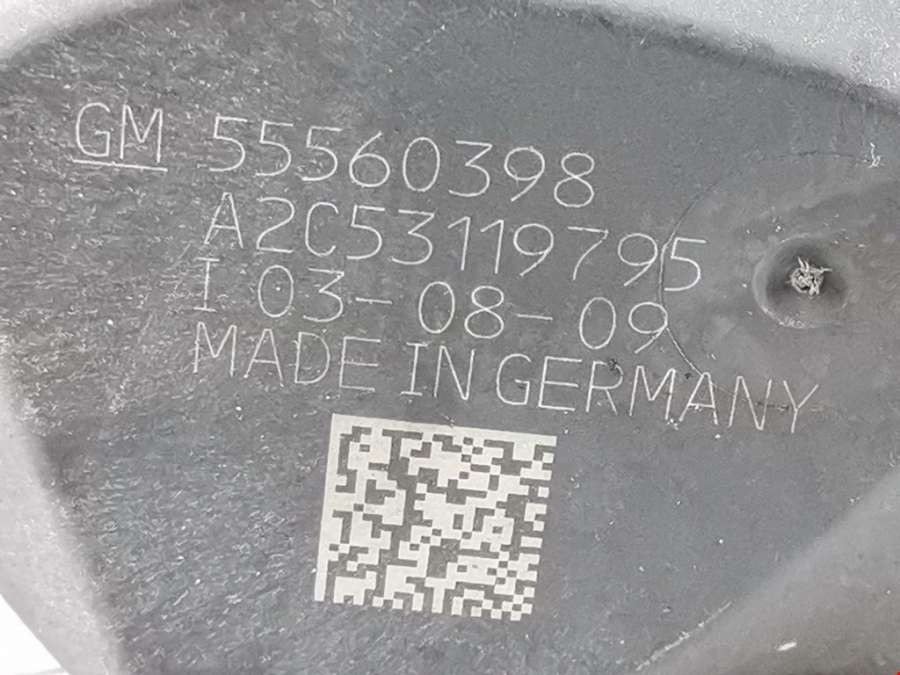 GM 55560398
A2C53119795
I 03-08-09
MADE IN GERMANY